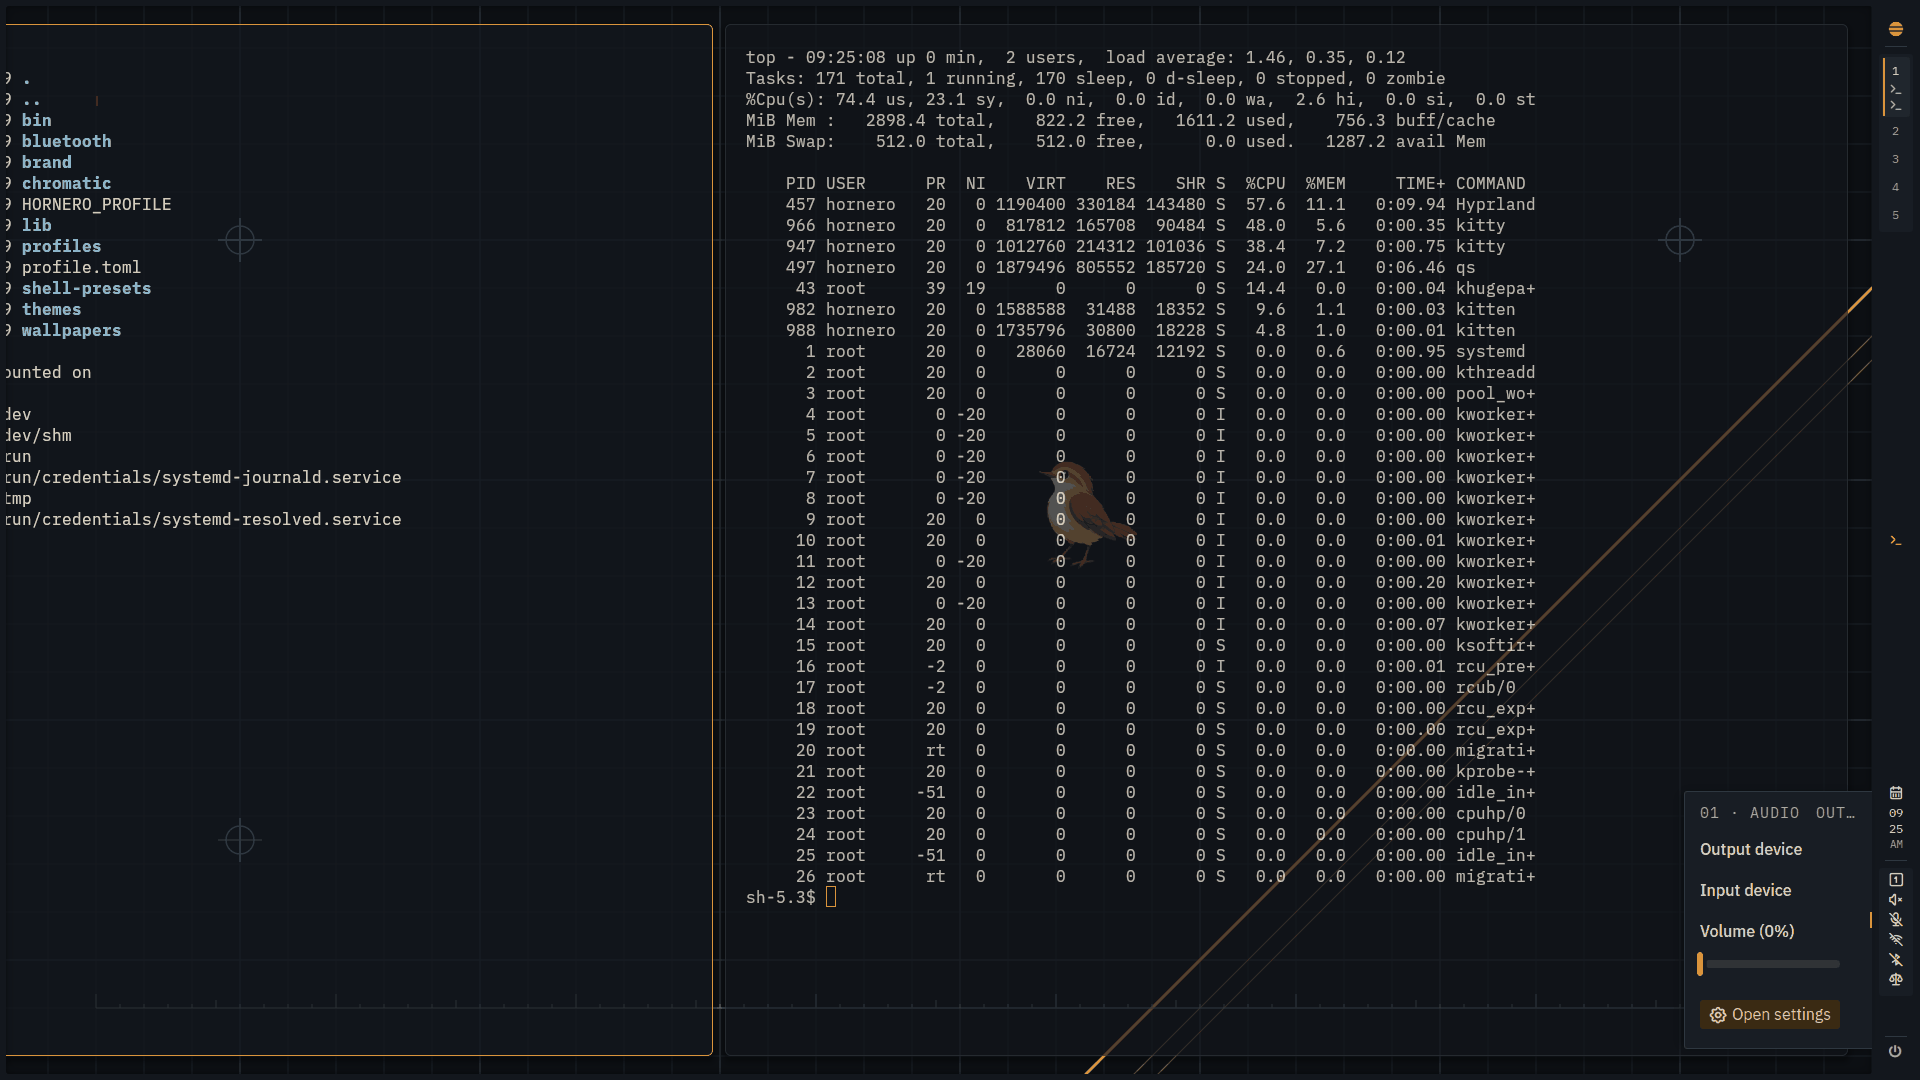 9 .
9 ..
9 bin
9 bluetooth
9 brand
9 chromatic
9 HORNERO_PROFILE
9 lib
9 profiles
9 profile.toml
9 shell-presets
9 themes
9 wallpapers
ounted on
dev
dev/shm
run
run/credentials/systemd-journald.service
tmp
run/credentials/systemd-resolved.service
top - 09:25:08 up 0 min,  2 users,  load average: 1.46, 0.35, 0.12
Tasks: 171 total, 1 running, 170 sleep, 0 d-sleep, 0 stopped, 0 zombie
%Cpu(s): 74.4 us, 23.1 sy,  0.0 ni,  0.0 id,  0.0 wa,  2.6 hi,  0.0 si,  0.0 st
MiB Mem :   2898.4 total,    822.2 free,   1611.2 used,    756.3 buff/cache
MiB Swap:    512.0 total,    512.0 free,      0.0 used.   1287.2 avail Mem
PID USER PR NI VIRT RES SHR S %CPU %MEM TIME+ COMMAND
457 hornero 20 0 1190400 330184 143480 S 57.6 11.1 0:09.94 Hyprland
966 hornero 20 0 817812 165708 90484 S 48.0 5.6 0:00.35 kitty
947 hornero 20 0 1012760 214312 101036 S 38.4 7.2 0:00.75 kitty
497 hornero 20 0 1879496 805552 185720 S 24.0 27.1 0:06.46 qs
43 root 39 19 0 0 0 S 14.4 0.0 0:00.04 khugepa+
982 hornero 20 0 1588588 31488 18352 S 9.6 1.1 0:00.03 kitten
988 hornero 20 0 1735796 30800 18228 S 4.8 1.0 0:00.01 kitten
1 root 20 0 28060 16724 12192 S 0.0 0.6 0:00.95 systemd
2 root 20 0 0 0 0 S 0.0 0.0 0:00.00 kthreadd
3 root 20 0 0 0 0 S 0.0 0.0 0:00.00 pool_wo+
4 root 0 -20 0 0 0 I 0.0 0.0 0:00.00 kworker+
5 root 0 -20 0 0 0 I 0.0 0.0 0:00.00 kworker+
6 root 0 -20 0 0 0 I 0.0 0.0 0:00.00 kworker+
7 root 0 -20 0 0 0 I 0.0 0.0 0:00.00 kworker+
8 root 0 -20 0 0 0 I 0.0 0.0 0:00.00 kworker+
9 root 20 0 0 0 0 I 0.0 0.0 0:00.00 kworker+
10 root 20 0 0 0 0 I 0.0 0.0 0:00.01 kworker+
11 root 0 -20 0 0 0 I 0.0 0.0 0:00.00 kworker+
12 root 20 0 0 0 0 I 0.0 0.0 0:00.20 kworker+
13 root 0 -20 0 0 0 I 0.0 0.0 0:00.00 kworker+
14 root 20 0 0 0 0 I 0.0 0.0 0:00.07 kworker+
15 root 20 0 0 0 0 S 0.0 0.0 0:00.00 ksoftir+
16 root -2 0 0 0 0 I 0.0 0.0 0:00.01 rcu_pre+
17 root -2 0 0 0 0 S 0.0 0.0 0:00.00 rcub/0
18 root 20 0 0 0 0 S 0.0 0.0 0:00.00 rcu_exp+
19 root 20 0 0 0 0 S 0.0 0.0 0:00.00 rcu_exp+
20 root rt 0 0 0 0 S 0.0 0.0 0:00.00 migrati+
21 root 20 0 0 0 0 S 0.0 0.0 0:00.00 kprobe-+
22 root -51 0 0 0 0 S 0.0 0.0 0:00.00 idle_in+
23 root 20 0 0 0 0 S 0.0 0.0 0:00.00 cpuhp/0
24 root 20 0 0 0 0 S 0.0 0.0 0:00.00 cpuhp/1
25 root -51 0 0 0 0 S 0.0 0.0 0:00.00 idle_in+
26 root rt 0 0 0 0 S 0.0 0.0 0:00.00 migrati+
sh-5.3$
01 · AUDIO OUT…
Output device
Input device
Volume (0%)
Open settings
1
2
3
4
5
09
25
AM
1